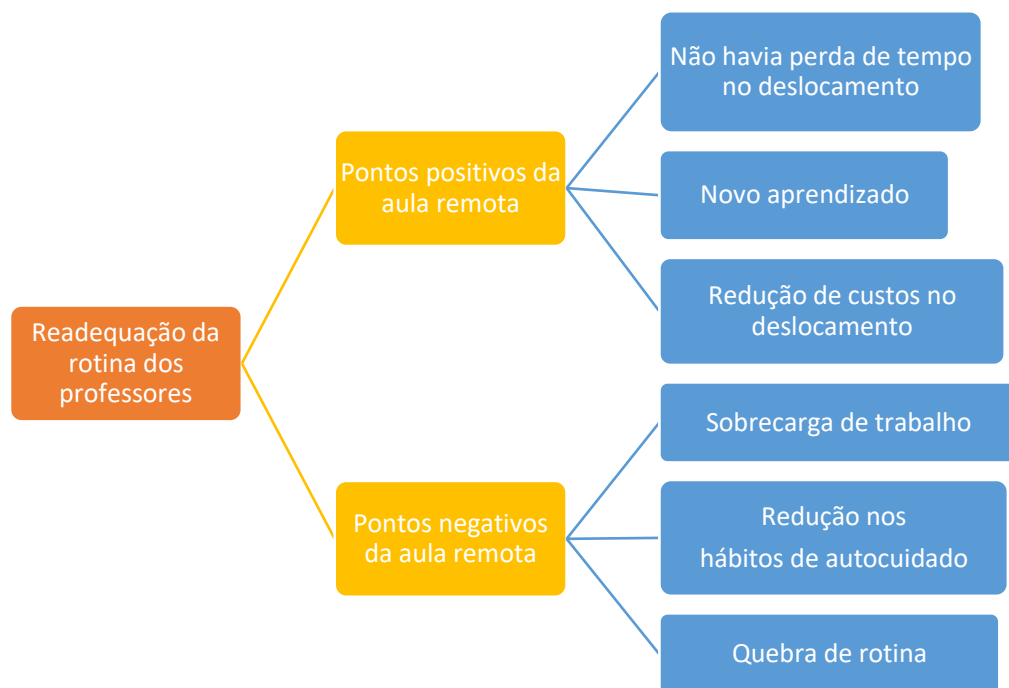 Readequação da
rotina dos
professores
Pontos positivos da
aula remota
Não havia perda de tempo
no deslocamento
Novo aprendizado
Redução de custos no
deslocamento
Pontos negativos
da aula remota
Sobrecarga de trabalho
Redução nos
hábitos de autocuidado
Quebra de rotina